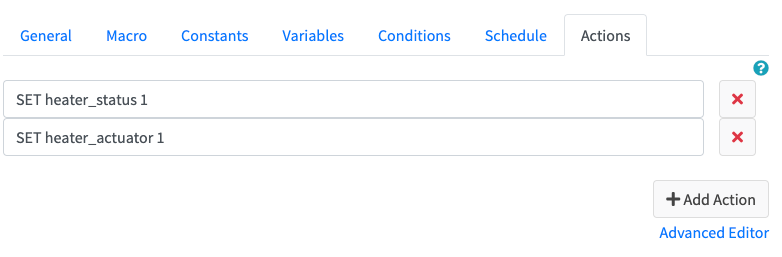 General Macro Constants Variables Conditions Schedule Actions
?
SET heater_status 1
SET heater_actuator 1
Add Action
Advanced Editor